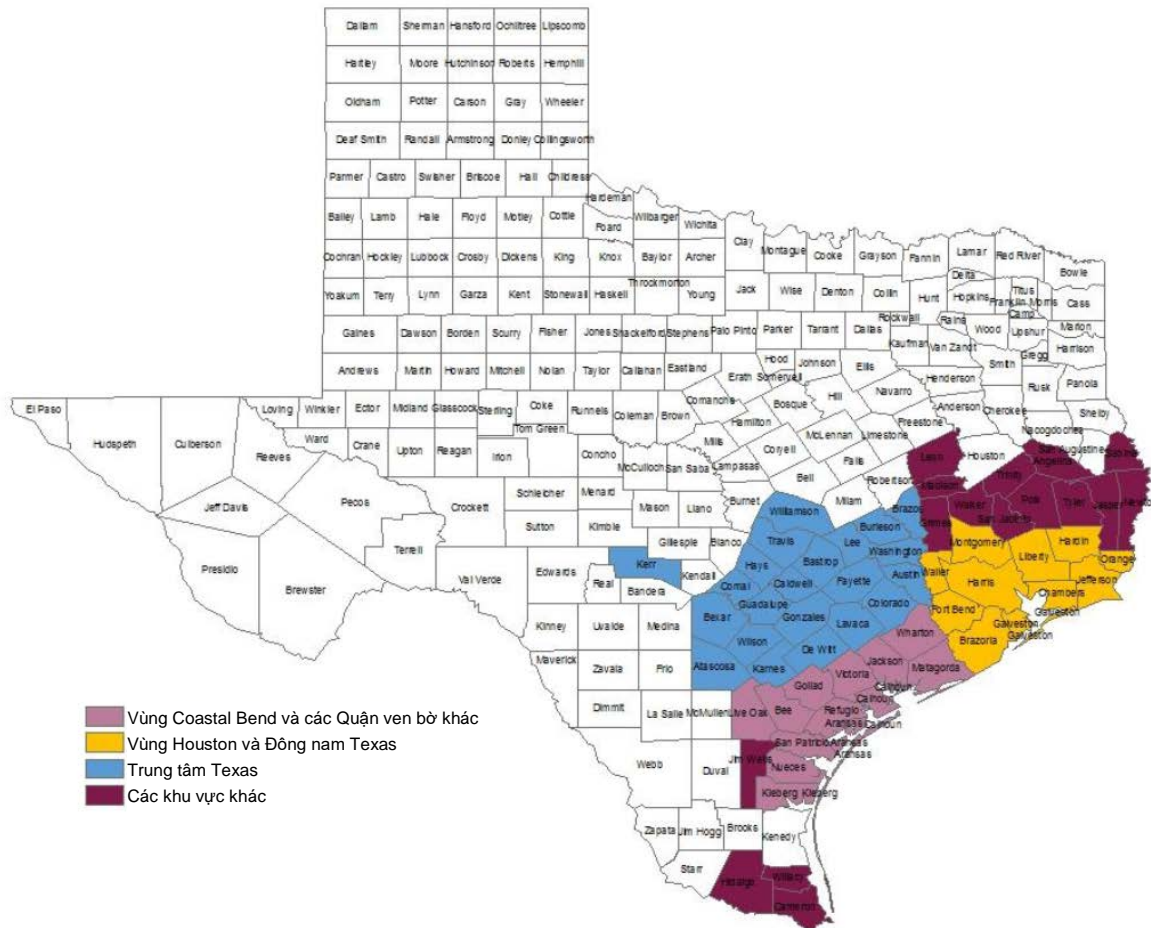 Dallam Sherman Hansford Ochiltree Lipscomb
Hartley Moore Hutchinson Roberts Hemphill
Oldham Potter Carson Gray Wheeler
Deaf Smith Randall Armstrong Donley Collingsworth
Parmer Castro Swisher Briscoe Hall Childress
Hardeman
Bailey Lamb Hale Floyd Motley Cottle Foard Wilbarger Wichita
Clay Montague Cooke Grayson Fannin Lamar Red River Bowie
Cochran Hockley Lubbock Crosby Dickens King Knox Baylor Archer
Delta Titus
Throckmorton
Yoakum Terry Lynn Garza Kent Stonewall Haskell Young Jack Wise Denton Collin Hunt Hopkins Franklin Morris Cass
Camp
Rockwall Rains
Gaines Dawson Borden Scurry Fisher Jones Shackelford Stephens Palo Pinto Parker Tarrant Dallas Kaufman Van Zandt Wood Upshur Marion
Gregg Harrison
Andrews Martin Howard Mitchell Nolan Taylor Callahan Eastland Erath Hood Somervell Johnson Ellis Henderson Smith Rusk Panola
El Paso Hudspeth Culberson Loving Winkler Ector Midland Glasscock Sterling Coke Runnels Coleman Brown Comanche Hamilton Bosque Hill Navarro Anderson Cherokee Shelby
Nacogdoches
Tom Green
Ward Crane Upton Reagan Irion Concho McCulloch San Saba Mills Lampasas Coryell McLennan Limestone Freestone Leon Houston San Augustine Sabine
Angelina
Reeves Jeff Davis Pecos Crockett Schleicher Menard Mason Llano Burnet Bell Falls Robertson Madison Trinity
Milam Walker Polk Tyler Jasper Newton
San Jacinto
Sutton Kimble Gillespie Blanco Williamson Travis Lee Burleson Brazos Grimes Montgomery Liberty Hardin Orange
Presidio Brewster Terrell Val Verde Edwards Real Kerr Bandera Kendall Hays Bastrop Washington Waller Harris Jefferson
Comal Caldwell Fayette Austin Chambers
Kinney Uvalde Medina Bexar Guadalupe Gonzales Lavaca Colorado Fort Bend Galveston
Galveston
Galveston
Maverick Zavala Frio Atascosa Wilson Karnes De Witt Wharton Brazoria
Jackson Matagorda
Dimmit La Salle McMullen Live Oak Bee Goliad Victoria Calhoun
Calhoun
Calhoun
Refugio
Aransas
San Patricio Aransas
Aransas
Webb Duval Jim Wells Nueces
Kleberg Kleberg
Zapata Jim Hogg Brooks Kenedy
Starr Hidalgo Willacy
Cameron
Vùng Coastal Bend và các Quận ven bờ khác
Vùng Houston và Đông nam Texas
Trung tâm Texas
Các khu vực khác